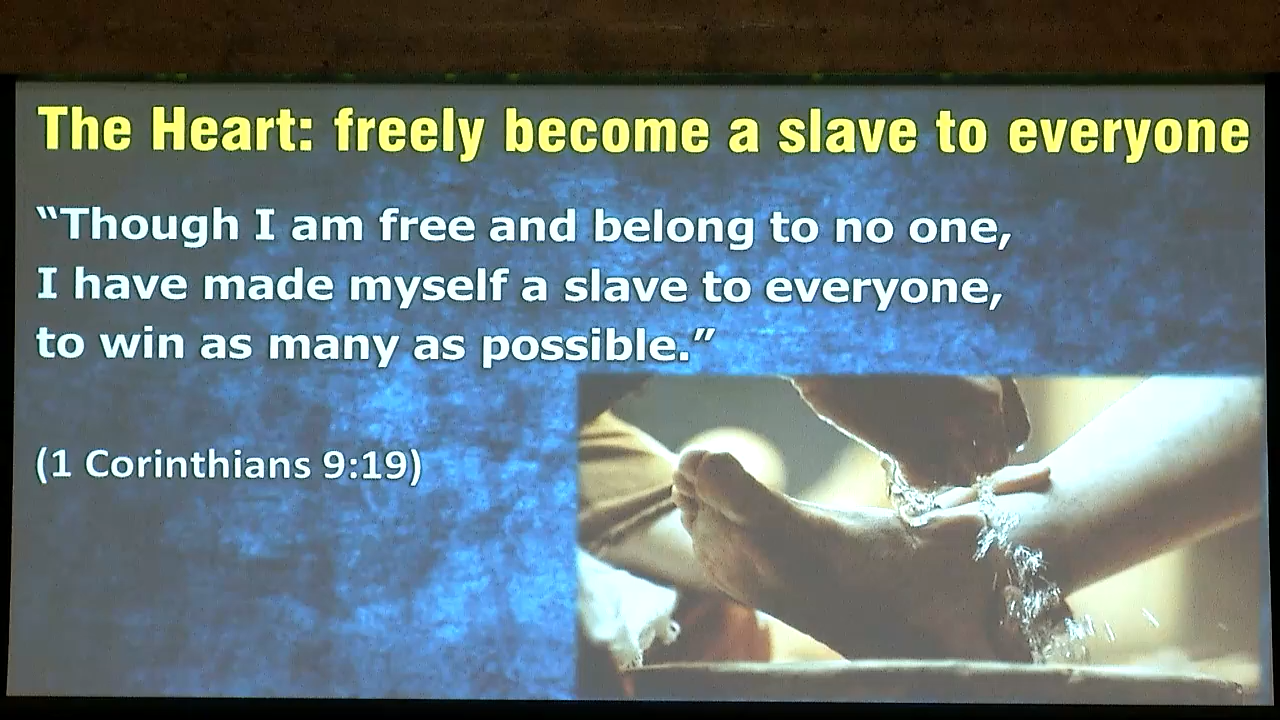 The Heart: freely become a slave to everyone
“Though I am free and belong to no one,
I have made myself a slave to everyone,
to win as many as possible.”
(1 Corinthians 9:19)